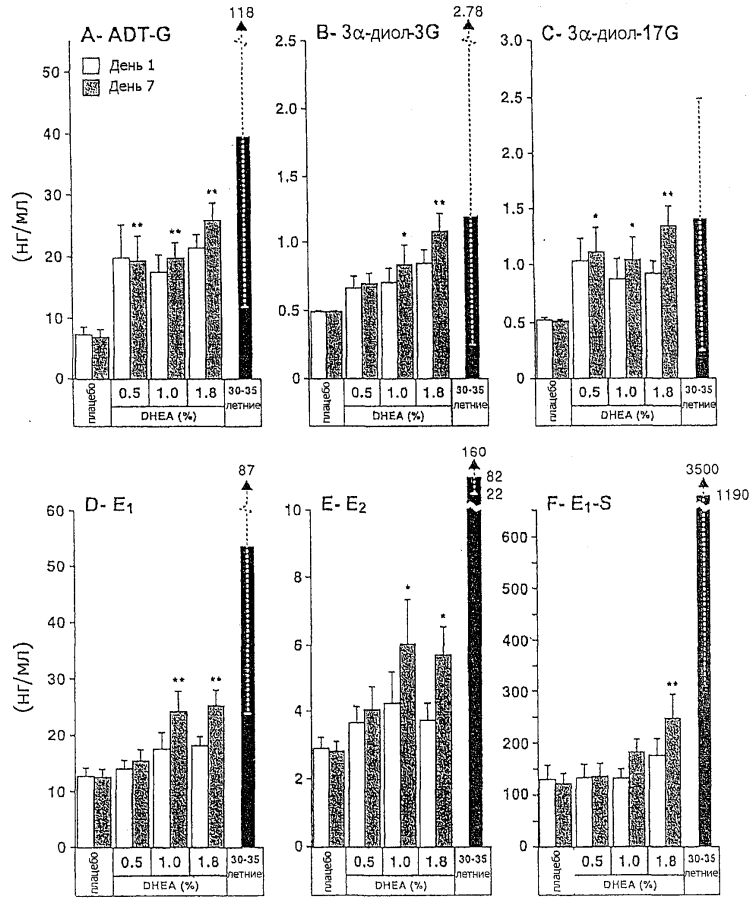 118
A- ADT-G
День 1
День 7
50
40
30
20
10
0
(нг/мл)
** ** **
плацебо
0.5 1.0 1.8
DHEA (%)
30-35
летние
2.78
B- 3α-диол-3G
2.5
2.0
1.5
1.0
0.5
0
* **
плацебо
0.5 1.0 1.8
DHEA (%)
30-35
летние
C- 3α-диол-17G
3.0
2.5
2.0
1.5
1.0
0.5
0
* * **
плацебо
0.5 1.0 1.8
DHEA (%)
30-35
летние
87
D- E1
60
50
40
30
20
10
0
(нг/мл)
** **
плацебо
0.5 1.0 1.8
DHEA (%)
30-35
летние
160
82
22
E- E2
10
8
6
4
2
0
* *
плацебо
0.5 1.0 1.8
DHEA (%)
30-35
летние
3500
1190
F- E1-S
600
500
400
300
250
200
150
100
50
0
**
плацебо
0.5 1.0 1.8
DHEA (%)
30-35
летние